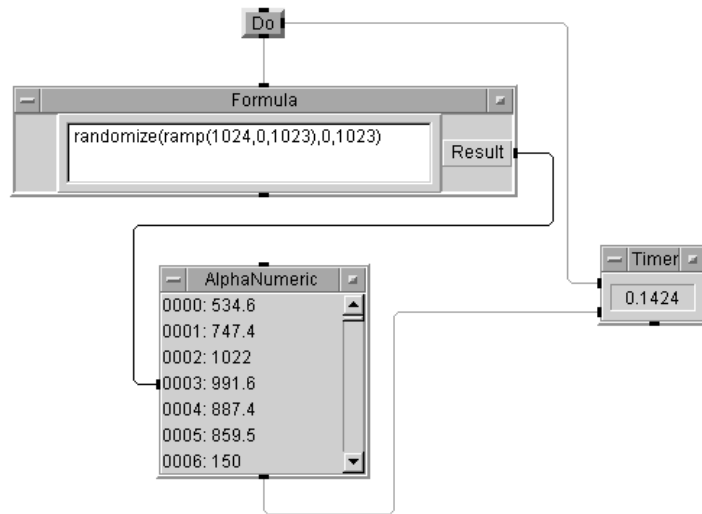 Do
Formula
randomize(ramp(1024,0,1023),0,1023)
Result
AlphaNumeric
0000: 534.6
0001: 747.4
0002: 1022
0003: 991.6
0004: 887.4
0005: 859.5
0006: 150
Timer
0.1424